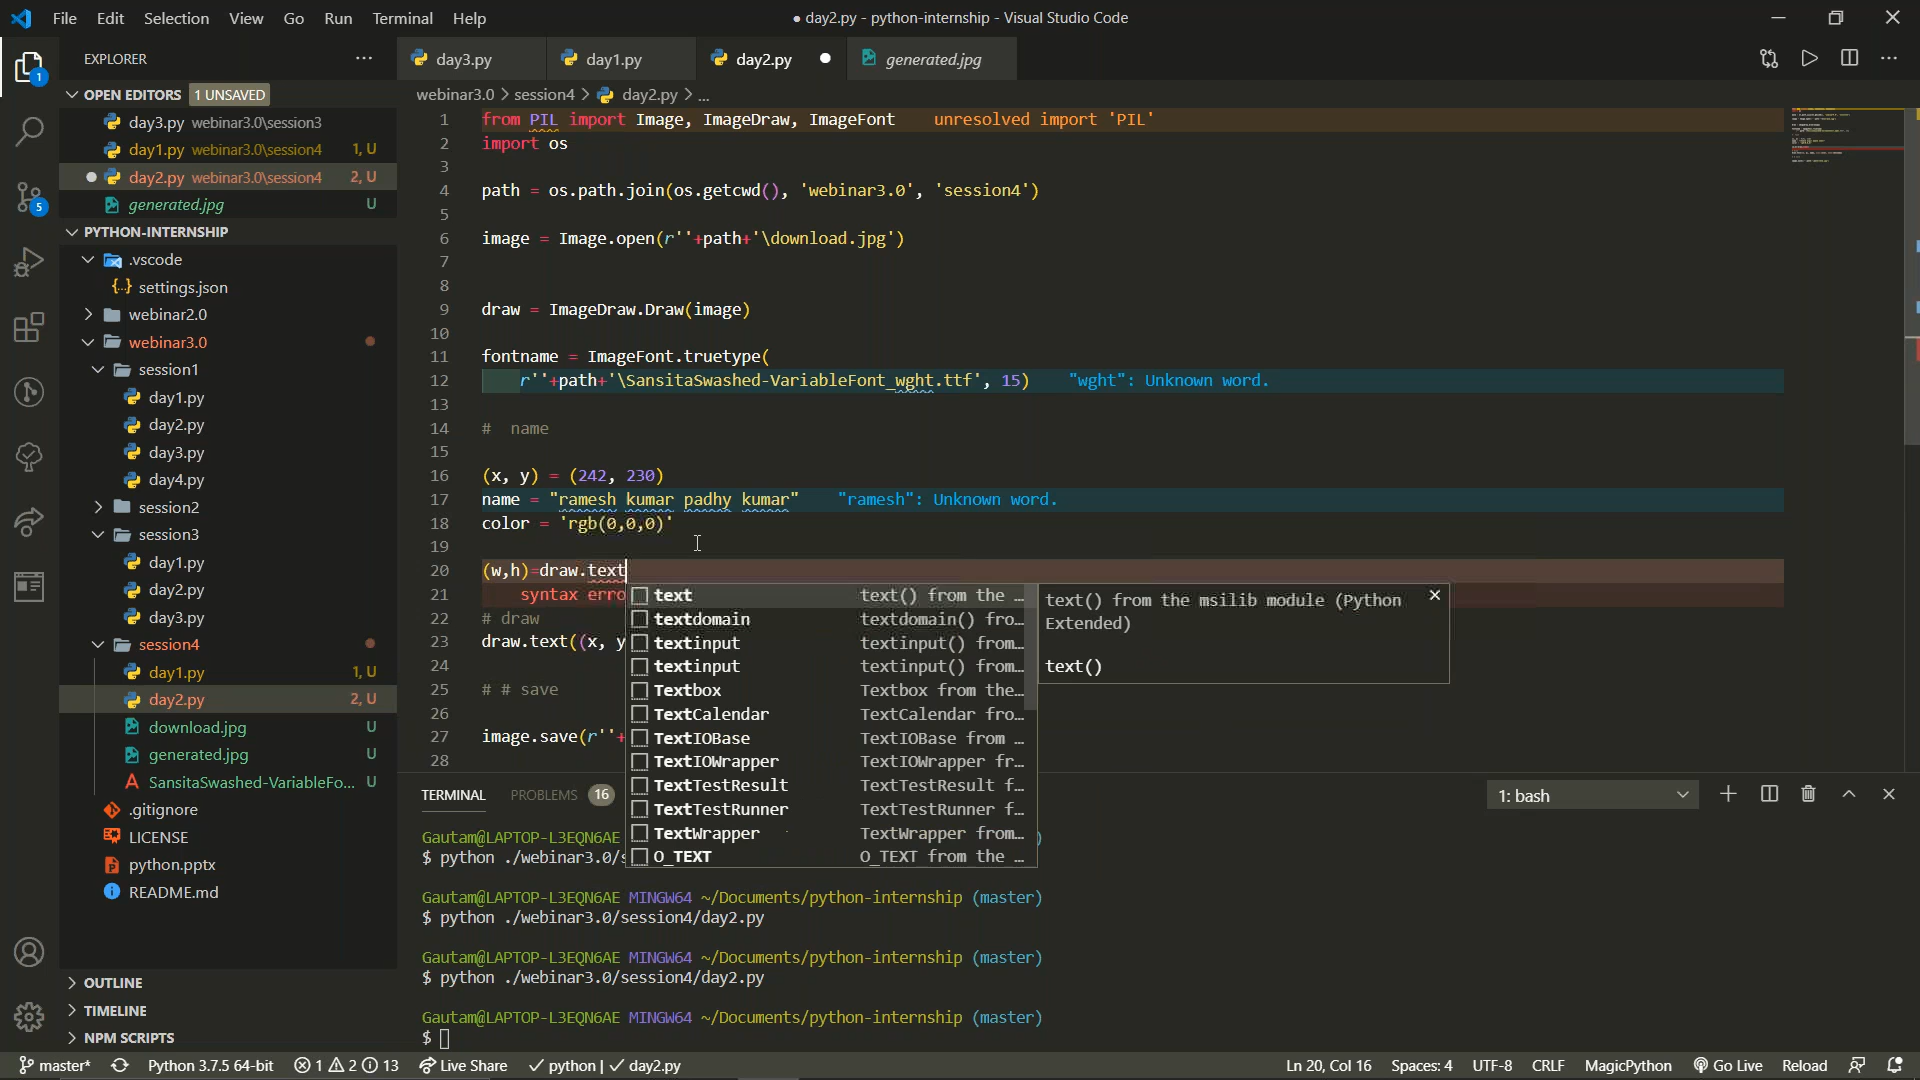 File Edit Selection View Go Run Terminal Help
● day2.py - python-internship - Visual Studio Code
EXPLORER
OPEN EDITORS 1 UNSAVED
day3.py webinar3.0\session3
day1.py webinar3.0\session4 1, U
day2.py webinar3.0\session4 2, U
generated.jpg U
PYTHON-INTERNSHIP
.vscode
settings.json
webinar2.0
webinar3.0
session1
day1.py
day2.py
day3.py
day4.py
session2
session3
day1.py
day2.py
day3.py
session4
day1.py 1, U
day2.py 2, U
download.jpg U
generated.jpg U
SansitaSwashed-VariableFo... U
.gitignore
LICENSE
python.pptx
README.md
OUTLINE
TIMELINE
NPM SCRIPTS
day3.py day1.py day2.py generated.jpg
webinar3.0 > session4 > day2.py > ...
1 from PIL import Image, ImageDraw, ImageFont unresolved import 'PIL'
2 import os
3
4 path = os.path.join(os.getcwd(), 'webinar3.0', 'session4')
5
6 image = Image.open(r''+path+'\download.jpg')
7
8
9 draw = ImageDraw.Draw(image)
10
11 fontname = ImageFont.truetype(
12 r''+path+'\SansitaSwashed-VariableFont_wght.ttf', 15) "wght": Unknown word.
13
14 # name
15
16 (x, y) = (242, 230)
17 name = "ramesh kumar padhy kumar" "ramesh": Unknown word.
18 color = 'rgb(0,0,0)'
19
20 (w,h)=draw.text
21 syntax erro
22 # draw
23 draw.text((x, y
24
25 # # save
26
27 image.save(r''+
28
text text() from the ...
textdomain textdomain() fro...
textinput textinput() from...
textinput textinput() from...
Textbox Textbox from the...
TextCalendar TextCalendar fro...
TextIOBase TextIOBase from ...
TextIOWrapper TextIOWrapper fr...
TextTestResult TextTestResult f...
TextTestRunner TextTestRunner f...
TextWrapper TextWrapper from...
O_TEXT O_TEXT from the ...
text() from the msilib module (Python
Extended)
text()
TERMINAL PROBLEMS 16
1: bash
Gautam@LAPTOP-L3EQN6AE )
$ python ./webinar3.0/s
Gautam@LAPTOP-L3EQN6AE MINGW64 ~/Documents/python-internship (master)
$ python ./webinar3.0/session4/day2.py
Gautam@LAPTOP-L3EQN6AE MINGW64 ~/Documents/python-internship (master)
$ python ./webinar3.0/session4/day2.py
Gautam@LAPTOP-L3EQN6AE MINGW64 ~/Documents/python-internship (master)
$
1
5
master* Python 3.7.5 64-bit 1 2 13 Live Share python | day2.py
Ln 20, Col 16 Spaces: 4 UTF-8 CRLF MagicPython Go Live Reload